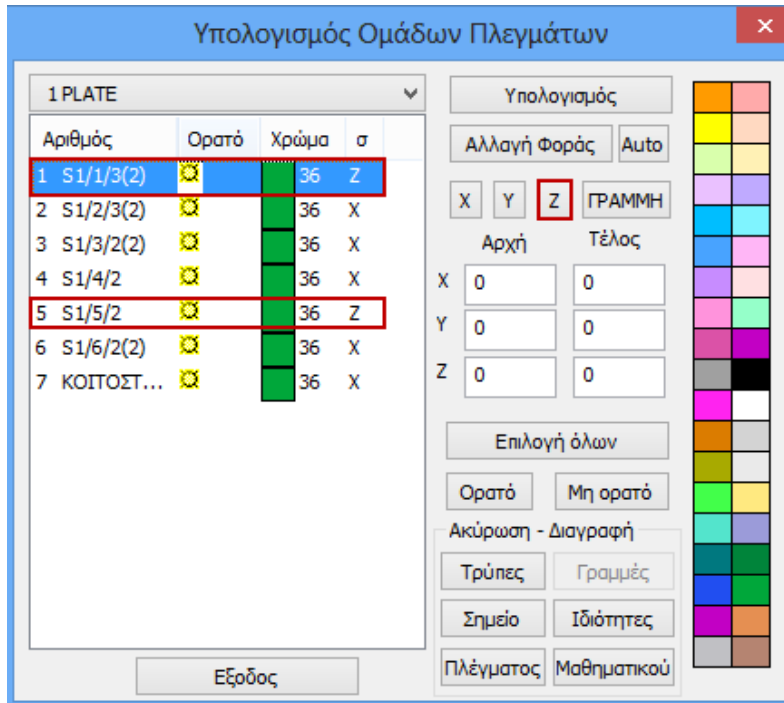 Υπολογισμός Ομάδων Πλεγμάτων
1 PLATE
Αριθμός Ορατό Χρώμα σ
1 S1/1/3(2) 36 Z
2 S1/2/3(2) 36 X
3 S1/3/2(2) 36 X
4 S1/4/2 36 X
5 S1/5/2 36 Z
6 S1/6/2(2) 36 X
7 ΚΟΙΤΟΣΤ... 36 X
Εξοδος
Υπολογισμός
Αλλαγή Φοράς Auto
X Y Z ΓΡΑΜΜΗ
Αρχή Τέλος
X 0 0
Y 0 0
Z 0 0
Επιλογή όλων
Ορατό Μη ορατό
Ακύρωση - Διαγραφή
Τρύπες Γραμμές
Σημείο Ιδιότητες
Πλέγματος Μαθηματικού